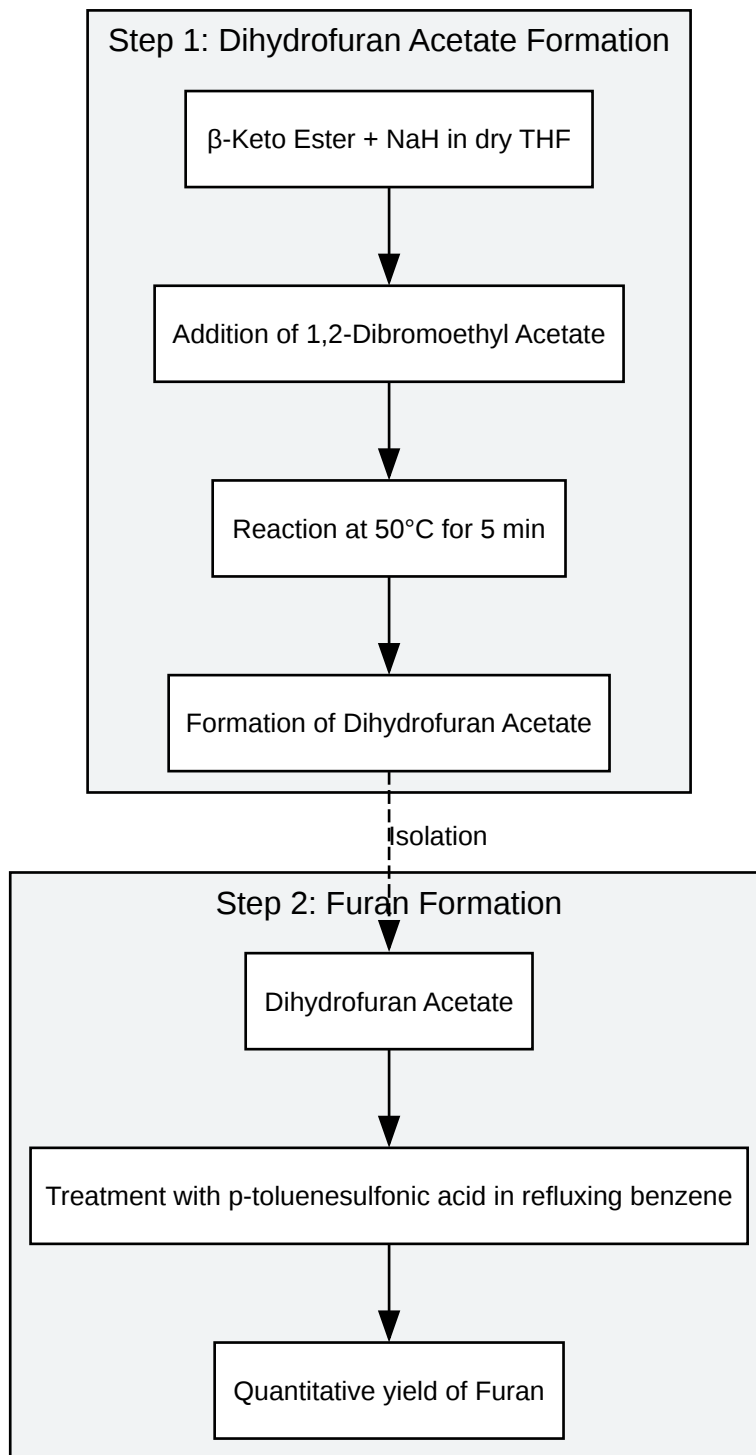 Step 1: Dihydrofuran Acetate Formation
β-Keto Ester + NaH in dry THF
Addition of 1,2-Dibromoethyl Acetate
Reaction at 50°C for 5 min
Formation of Dihydrofuran Acetate
Isolation
Step 2: Furan Formation
Dihydrofuran Acetate
Treatment with p-toluenesulfonic acid in refluxing benzene
Quantitative yield of Furan